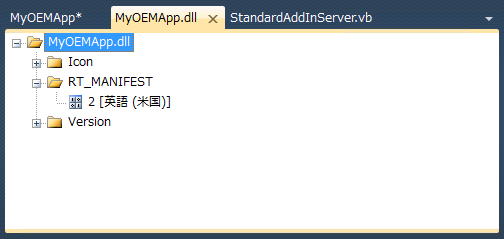 MyOEMApp* MyOEMApp.dll StandardAddInServer.vb
MyOEMApp.dll
Icon
RT_MANIFEST
2 [英語 (米国)]
Version